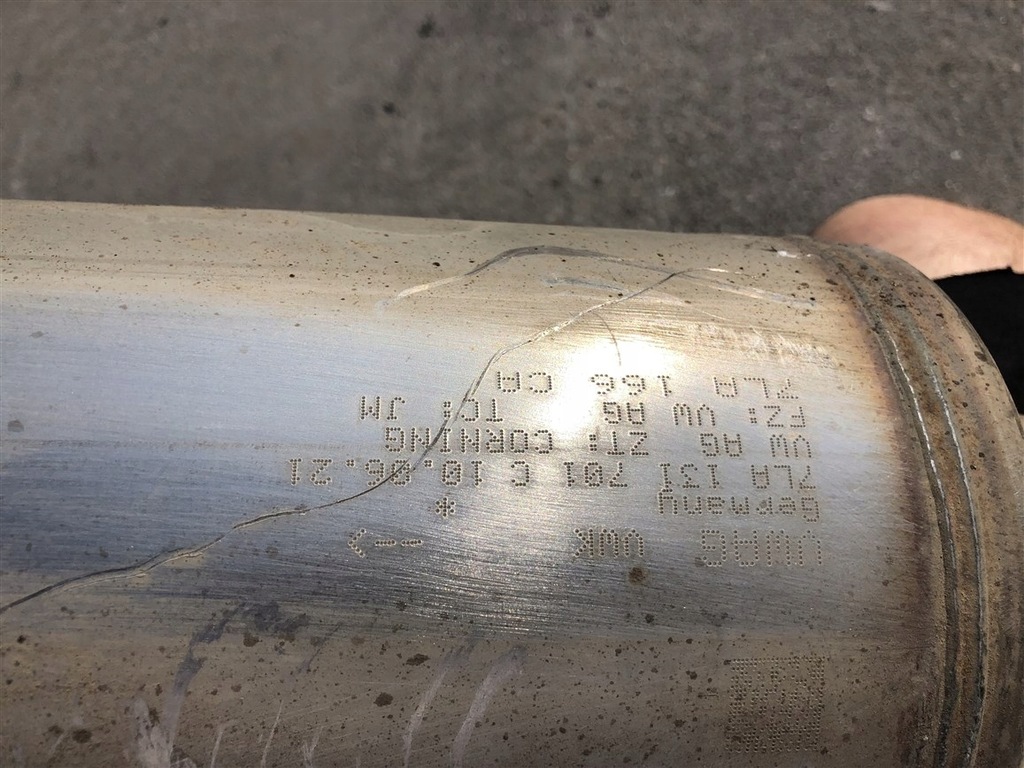 VWAG VWK -->
Germany *
7LA 131 701 C 10.06.21
VW AG ZT: CORNING
FZ: VW AG TC: JM
7LA 166 CA